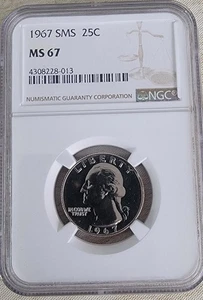 1967 SMS 25C
MS 67
4308228-013
NUMISMATIC GUARANTY CORPORATION
NGC
LIBERTY
IN GOD WE
TRUST
1967